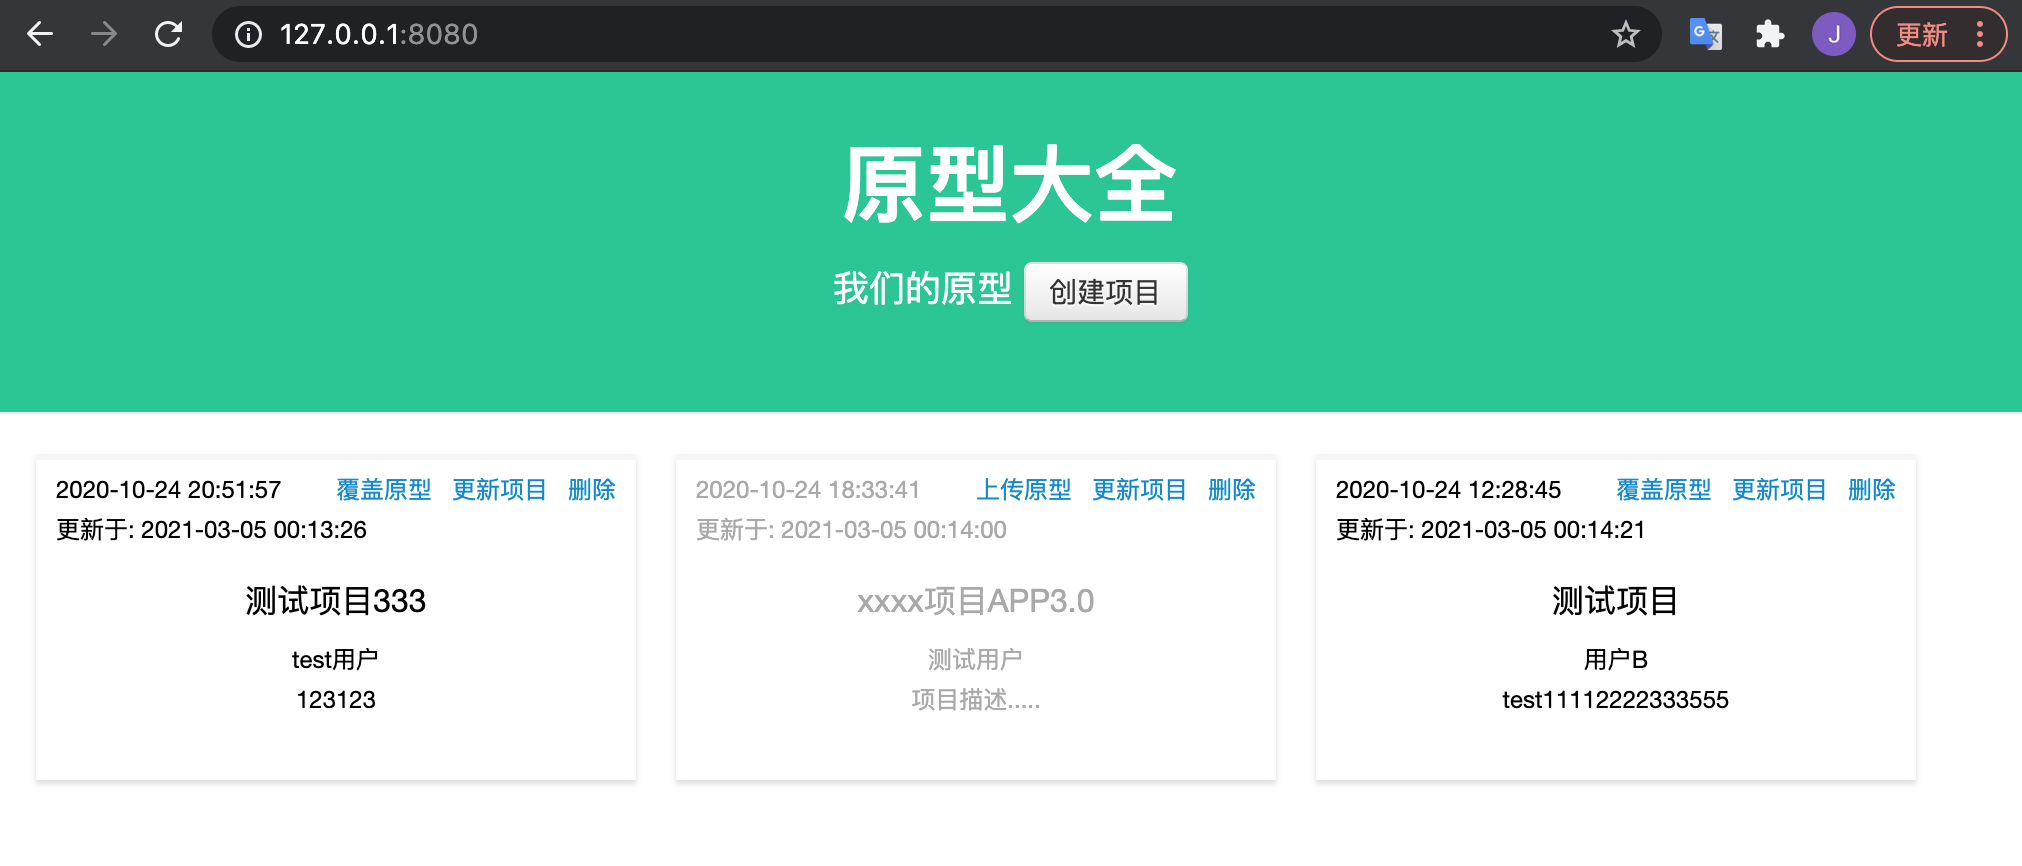 127.0.0.1:8080
J
更新
原型大全
我们的原型 创建项目
2020-10-24 20:51:57 覆盖原型 更新项目 删除
更新于: 2021-03-05 00:13:26
测试项目333
test用户
123123
2020-10-24 18:33:41 上传原型 更新项目 删除
更新于: 2021-03-05 00:14:00
xxxx项目APP3.0
测试用户
项目描述.....
2020-10-24 12:28:45 覆盖原型 更新项目 删除
更新于: 2021-03-05 00:14:21
测试项目
用户B
test11112222333555